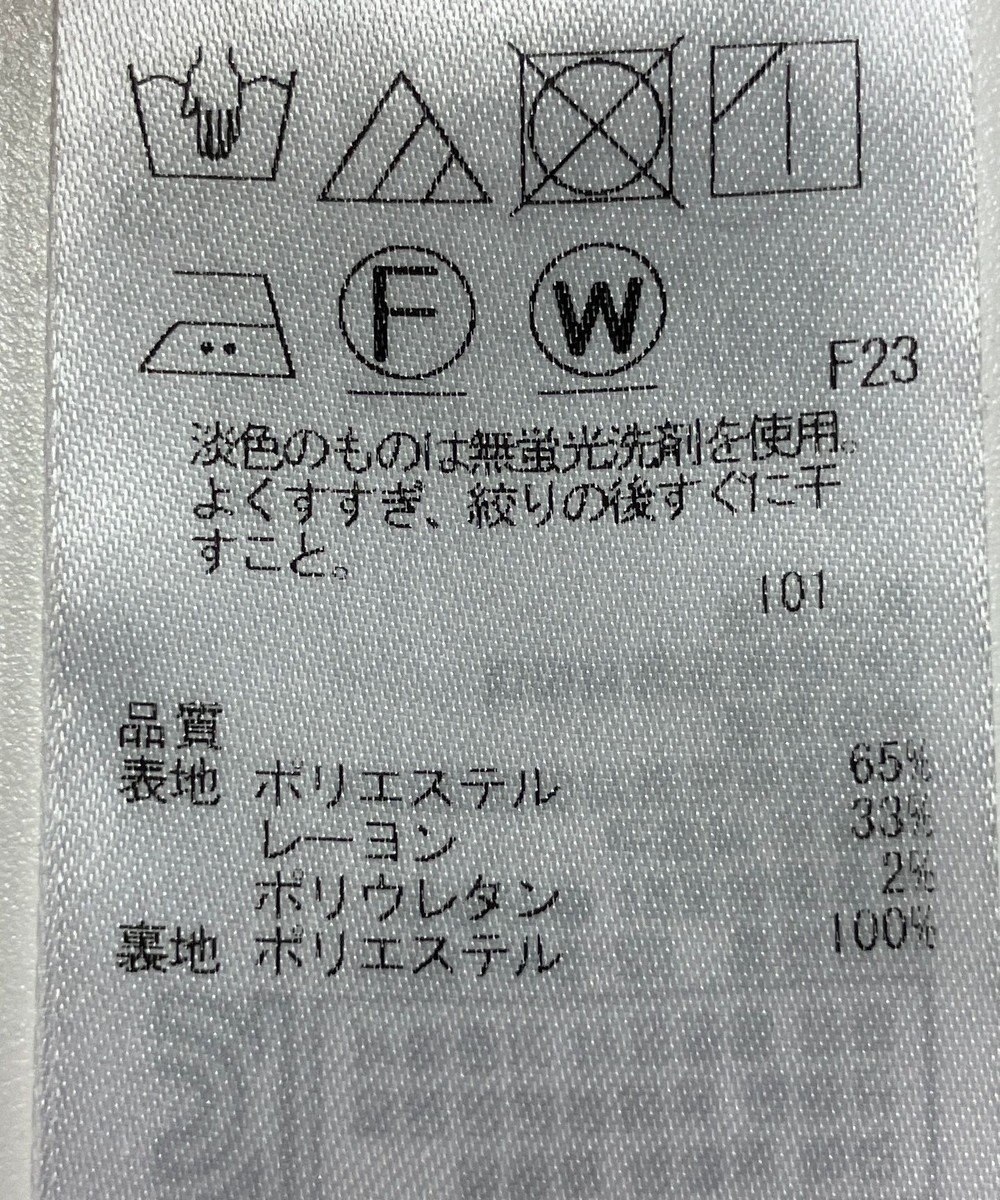 F
W
F23
淡色のものは無蛍光洗剤を使用。
よくすすぎ、絞りの後すぐに干
すこと。
101
品質
表地 ポリエステル 65%
レーヨン 33%
ポリウレタン 2%
裏地 ポリエステル 100%